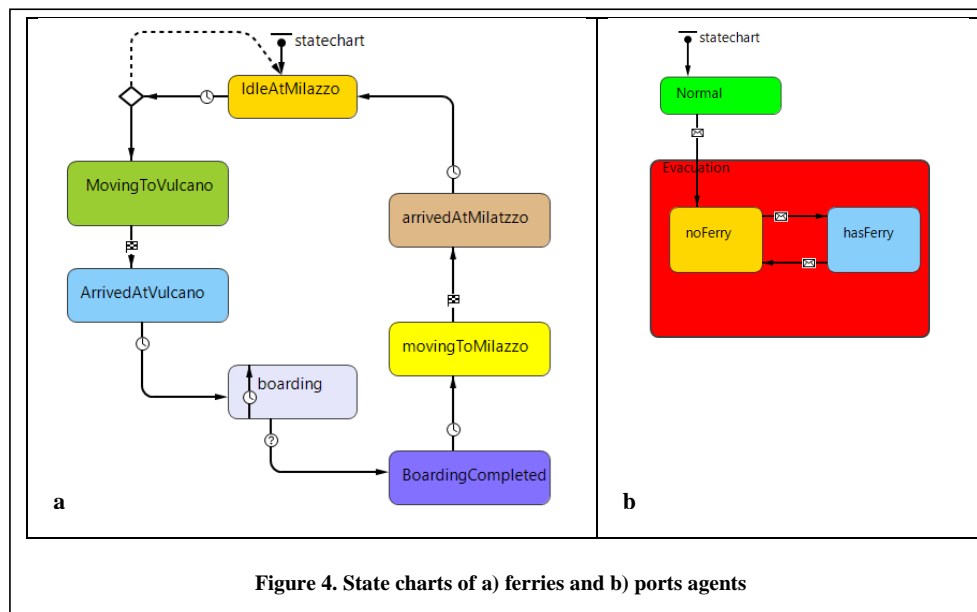 statechart
IdleAtMilazzo
MovingToVulcano
ArrivedAtVulcano
boarding
BoardingCompleted
movingToMilazzo
arrivedAtMilatzzo
a
statechart
Normal
Evacuation
noFerry
hasFerry
b
Figure 4. State charts of a) ferries and b) ports agents